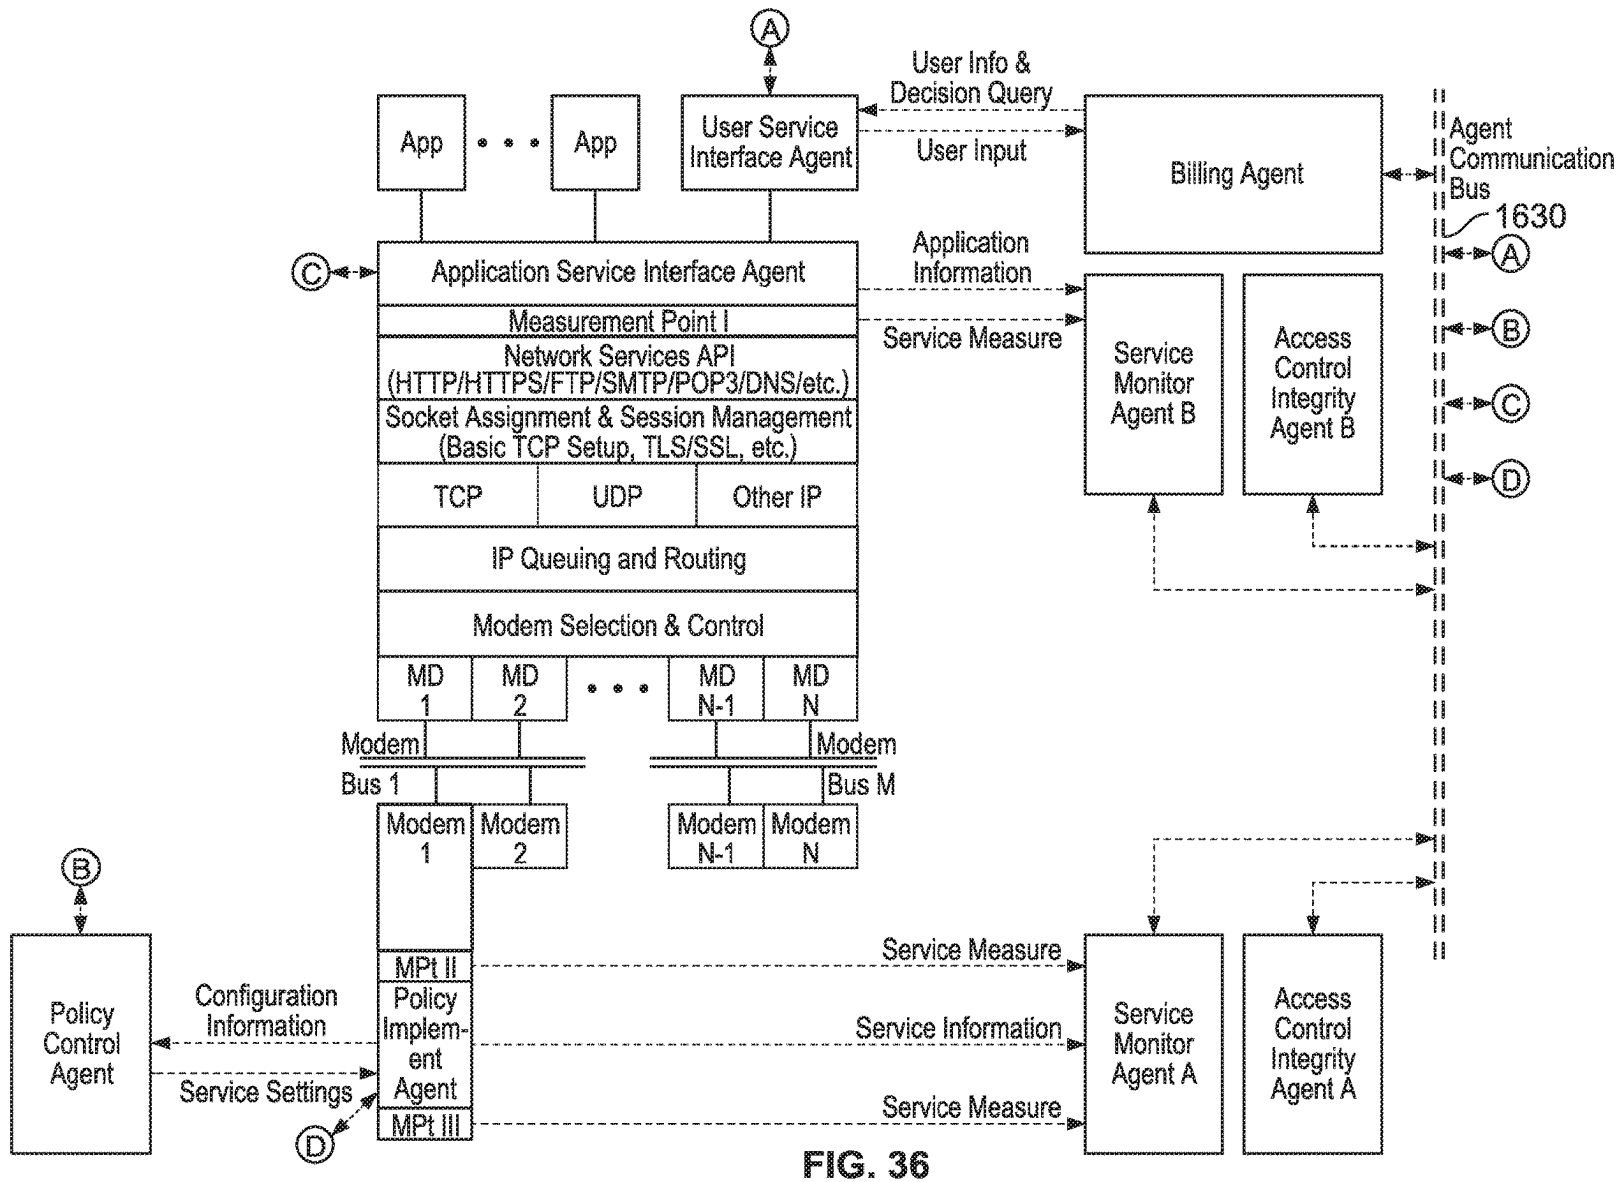 A
User Info &
Decision Query
User Input
App
App
User Service
Interface Agent
Billing Agent
Agent
Communication
Bus
1630
A
B
C
D
C
Application Service Interface Agent
Application
Information
Measurement Point I
Service Measure
Network Services API
(HTTP/HTTPS/FTP/SMTP/POP3/DNS/etc.)
Socket Assignment & Session Management
(Basic TCP Setup, TLS/SSL, etc.)
Service
Monitor
Agent B
Access
Control
Integrity
Agent B
TCP
UDP
Other IP
IP Queuing and Routing
Modem Selection & Control
MD
1
MD
2
MD
N-1
MD
N
Modem
Bus 1
Modem
Bus M
Modem
1
Modem
2
Modem
N-1
Modem
N
B
Policy
Control
Agent
Configuration
Information
Service Settings
D
MPt II
Policy
Implem-
ent
Agent
MPt III
Service Measure
Service Information
Service Measure
Service
Monitor
Agent A
Access
Control
Integrity
Agent A
FIG. 36